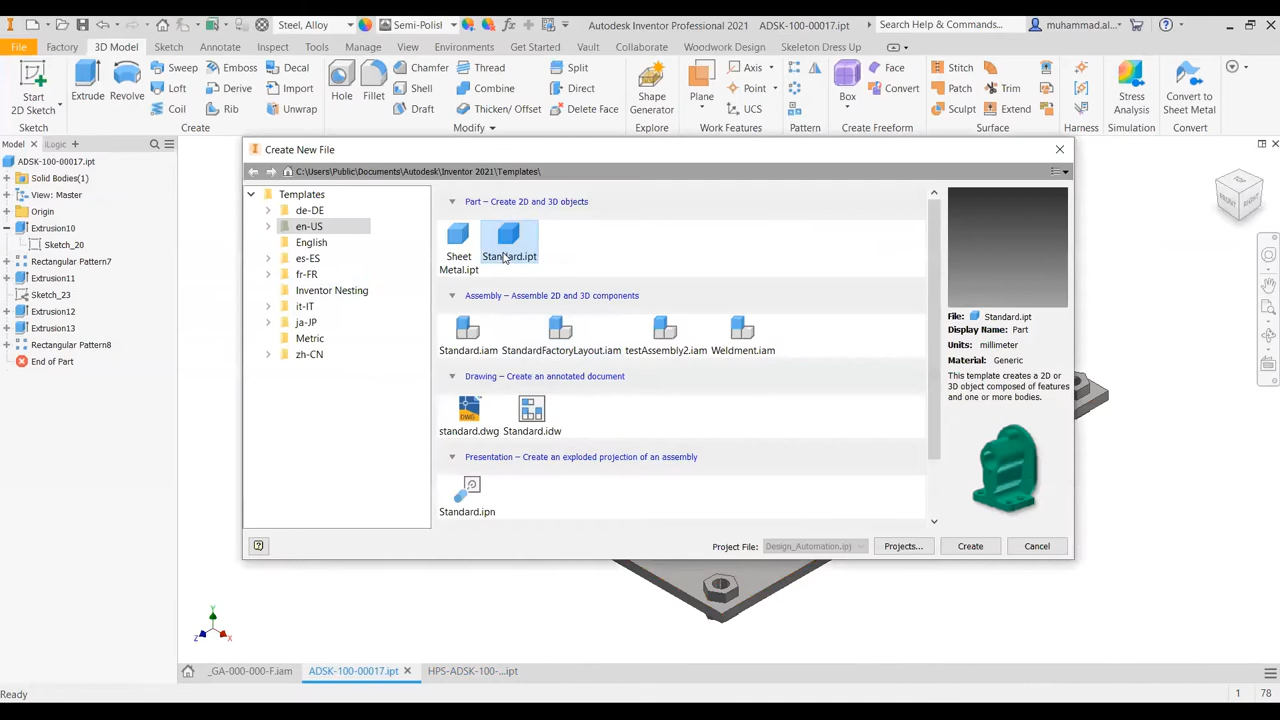 Steel, Alloy
Semi-Polis
Autodesk Inventor Professional 2021
ADSK-100-00017.ipt
Search Help & Commands...
muhammad.al...
File
Factory
3D Model
Sketch
Annotate
Inspect
Tools
Manage
View
Environments
Get Started
Vault
Collaborate
Woodwork Design
Skeleton Dress Up
Start
2D Sketch
Extrude
Revolve
Sweep
Loft
Coil
Emboss
Derive
Rib
Decal
Import
Unwrap
Hole
Fillet
Chamfer
Shell
Draft
Thread
Combine
Thicken/ Offset
Split
Direct
Delete Face
Shape
Generator
Plane
Axis
Point
UCS
Box
Face
Convert
Stitch
Patch
Sculpt
Trim
Extend
Stress
Analysis
Convert to
Sheet Metal
Sketch
Create
Modify
Explore
Work Features
Pattern
Create Freeform
Surface
Harness
Simulation
Convert
Model
iLogic
ADSK-100-00017.ipt
Solid Bodies(1)
View: Master
Origin
Extrusion10
Sketch_20
Rectangular Pattern7
Extrusion11
Sketch_23
Extrusion12
Extrusion13
Rectangular Pattern8
End of Part
Create New File
C:\Users\Public\Documents\Autodesk\Inventor 2021\Templates\
Templates
de-DE
en-US
English
es-ES
fr-FR
Inventor Nesting
it-IT
ja-JP
Metric
zh-CN
Part – Create 2D and 3D objects
Sheet
Metal.ipt
Standard.ipt
Assembly – Assemble 2D and 3D components
Standard.iam
StandardFactoryLayout.iam
testAssembly2.iam
Weldment.iam
Drawing – Create an annotated document
DWG
standard.dwg
Standard.idw
Presentation – Create an exploded projection of an assembly
Standard.ipn
File: Standard.ipt
Display Name: Part
Units: millimeter
Material: Generic
This template creates a 2D or
3D object composed of features
and one or more bodies.
Project File:
Design_Automation.ipj
Projects...
Create
Cancel
FRONT
RIGHT
Y
Z
X
_GA-000-000-F.iam
ADSK-100-00017.ipt
HPS-ADSK-100-...ipt
Ready
1
78